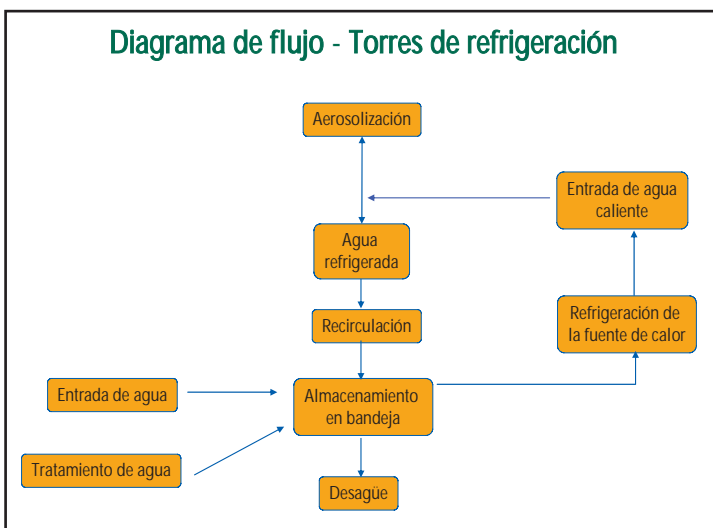 Diagrama de flujo - Torres de refrigeración
Aerosolización
Entrada de agua
caliente
Agua
refrigerada
Refrigeración de
la fuente de calor
Recirculación
Entrada de agua
Almacenamiento
en bandeja
Tratamiento de agua
Desagüe